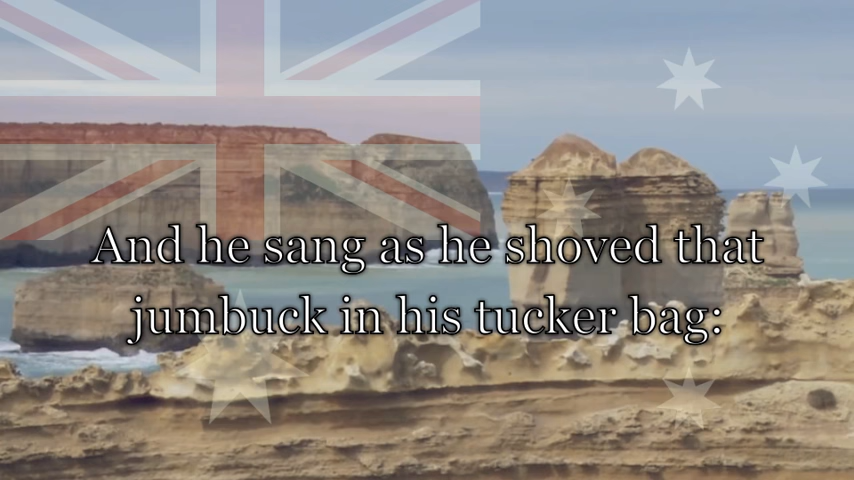 And he sang as he shoved that
jumbuck in his tucker bag: